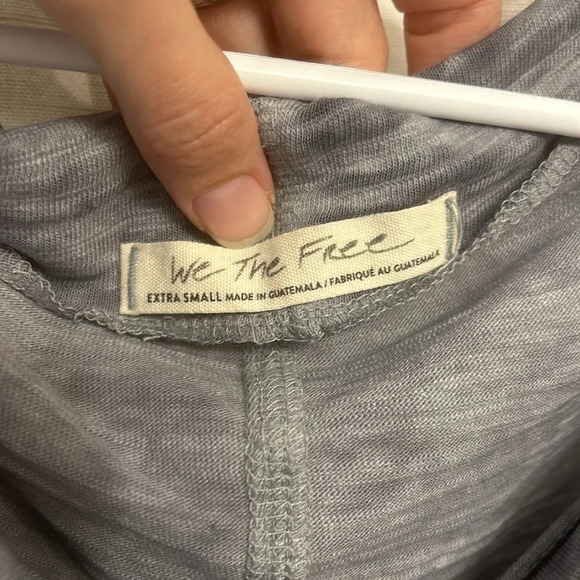 We The Free
EXTRA SMALL MADE IN GUATEMALA / FABRIQUÉ AU GUATEMALA